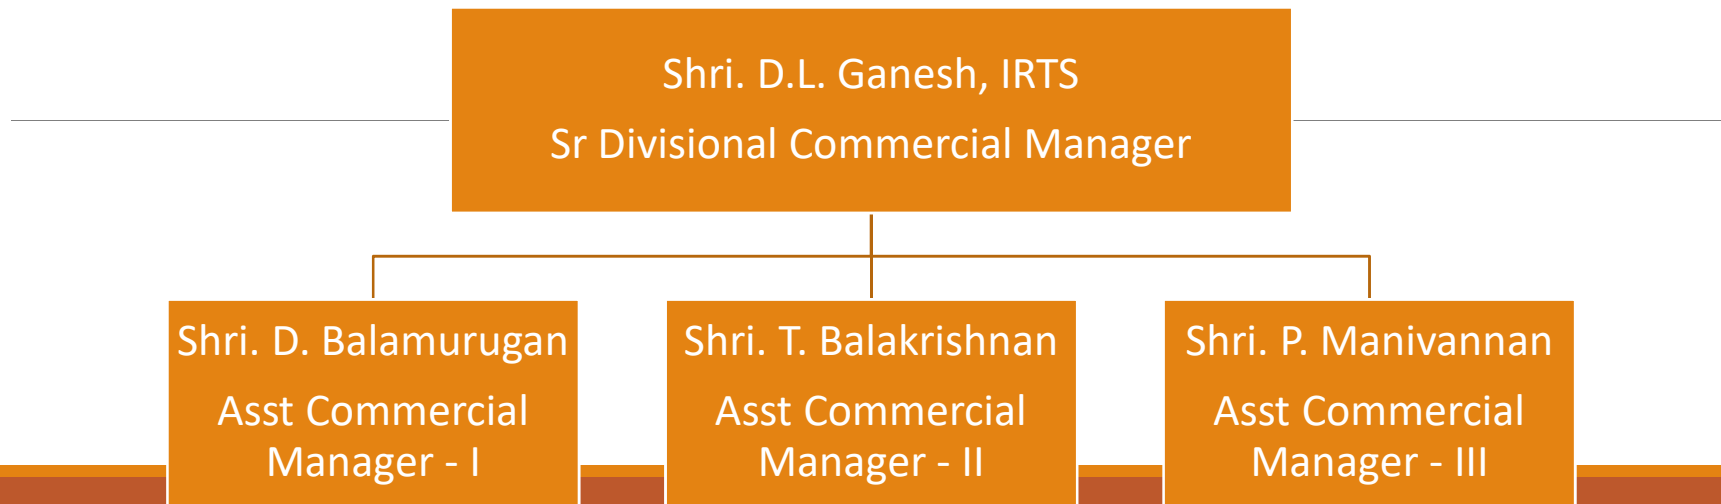 Shri. D.L. Ganesh, IRTS
Sr Divisional Commercial Manager
Shri. D. Balamurugan
Asst Commercial
Manager - I
Shri. T. Balakrishnan
Asst Commercial
Manager - II
Shri. P. Manivannan
Asst Commercial
Manager - III